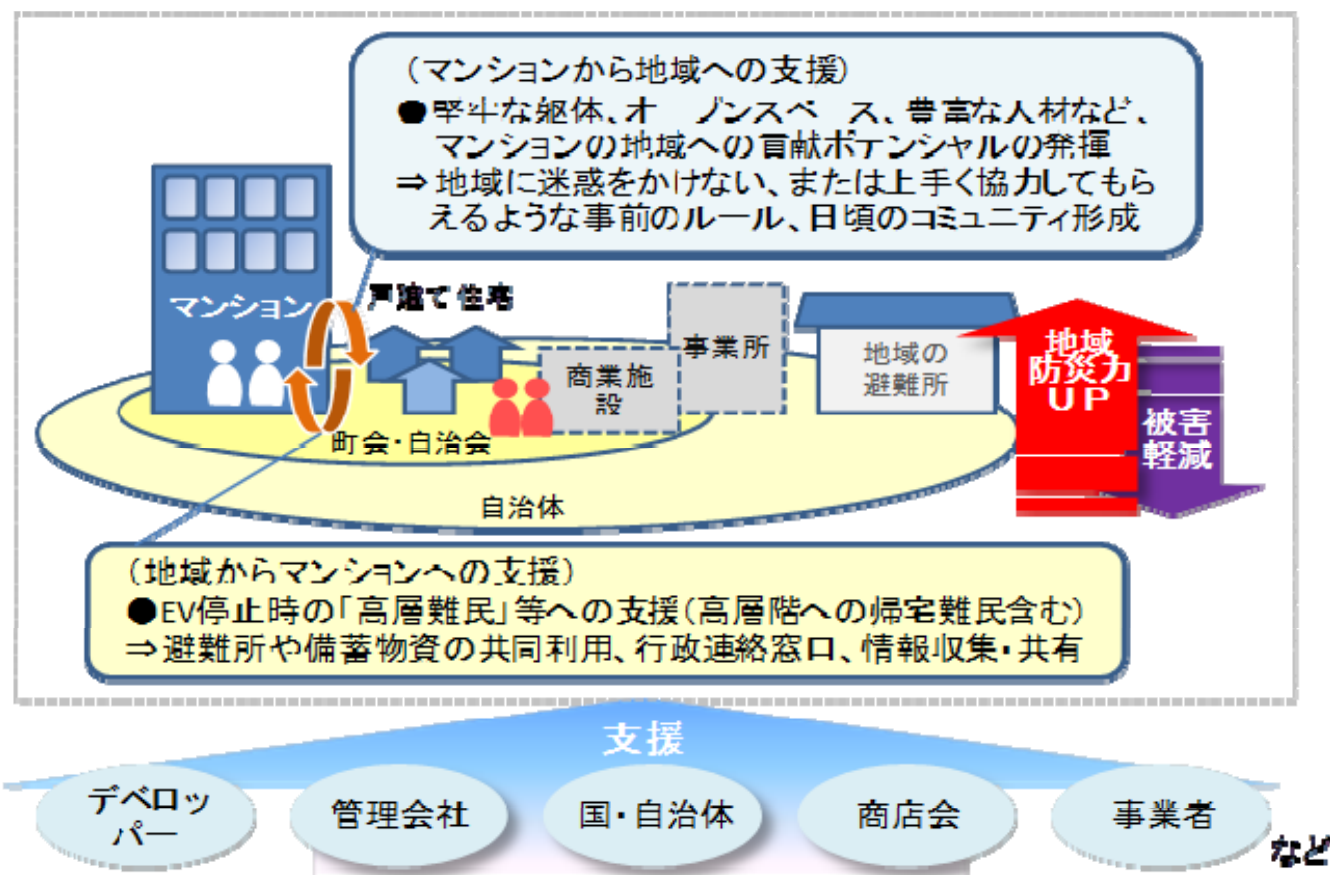 (マンションから地域への支援)
●堅牢な躯体、オープンスペース、豊富な人材など、
マンションの地域への貢献ポテンシャルの発揮
⇒地域に迷惑をかけない、または上手く協力してもら
えるような事前のルール、日頃のコミュニティ形成
マンション
戸建て住宅
事業所
商業施
設
地域の
避難所
地域
防災力
UP
被害
軽減
町会・自治会
自治体
(地域からマンションへの支援)
●EV停止時の「高層難民」等への支援(高層階への帰宅難民含む)
⇒避難所や備蓄物資の共同利用、行政連絡窓口、情報収集・共有
支援
デベロッ
パー
管理会社
国・自治体
商店会
事業者
など